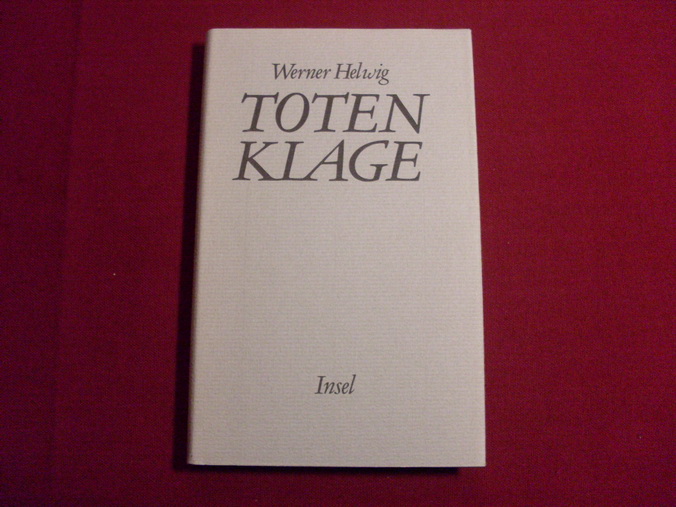 Werner Helwig
TOTEN
KLAGE
Insel